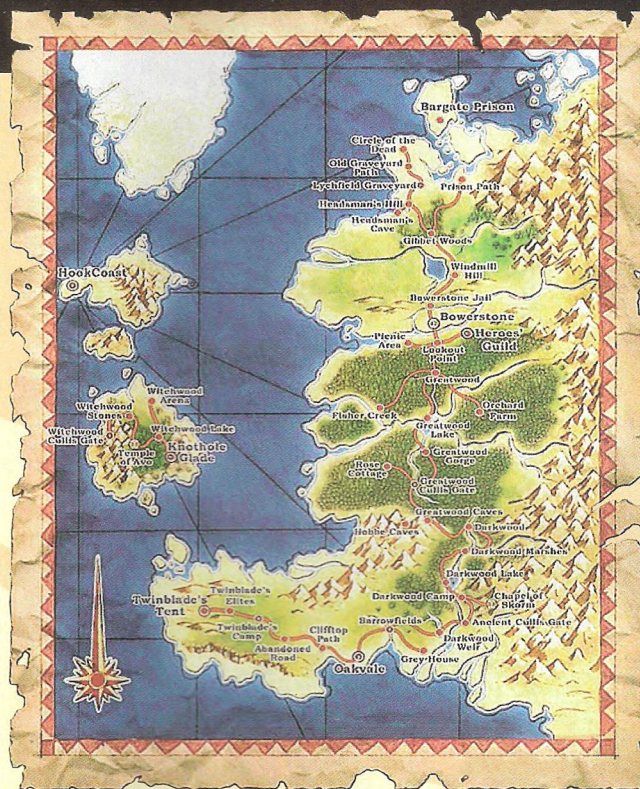 Bargate Prison
Circle of the
Dead
Old Graveyard
Path
Lychfield Graveyard
Prison Path
Headsman's Hill
Headsman's
Cave
Gibbet Woods
Windmill
Hill
HookCoast
Bowerstone Jail
Bowerstone
Heroes'
Guild
Picnic
Area
Lookout
Point
Greatwood
Witchwood
Arena
Witchwood
Stones
Fisher Creek
Orchard
Farm
Witchwood
Cullis Gate
Witchwood Lake
Temple
of Avo
Knothole
Glade
Greatwood
Lake
Greatwood
Gorge
Rose
Cottage
Greatwood
Cullis Gate
Greatwood Caves
Hobbe Caves
Darkwood
Darkwood Marshes
Darkwood Lake
Darkwood Camp
Chapel of
Skorm
Twinblade's
Tent
Twinblade's
Elites
Twinblade's
Camp
Abandoned
Road
Clifftop
Path
Barrowfields
Ancient Cullis Gate
Darkwood
Weir
Oakvale
Grey House